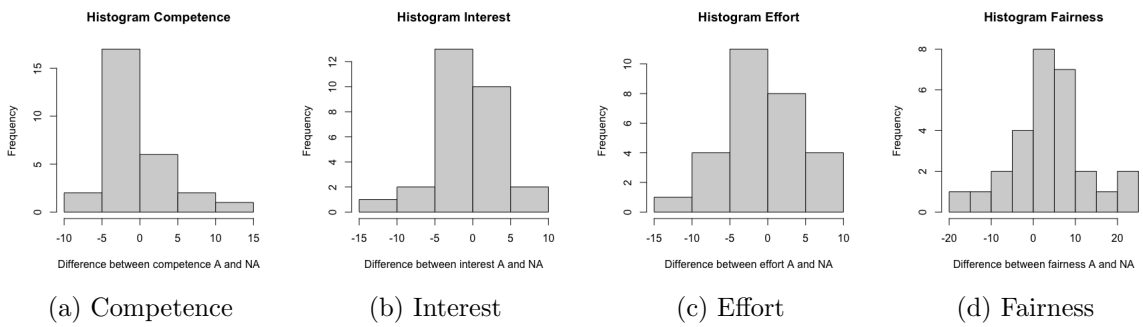 Histogram Competence
Frequency
0 5 10 15
-10 -5 0 5 10 15
Difference between competence A and NA
(a) Competence
Histogram Interest
Frequency
0 2 4 6 8 10 12
-15 -10 -5 0 5 10
Difference between interest A and NA
(b) Interest
Histogram Effort
Frequency
0 2 4 6 8 10
-15 -10 -5 0 5 10
Difference between effort A and NA
(c) Effort
Histogram Fairness
Frequency
0 2 4 6 8
-20 -10 0 10 20
Difference between fairness A and NA
(d) Fairness